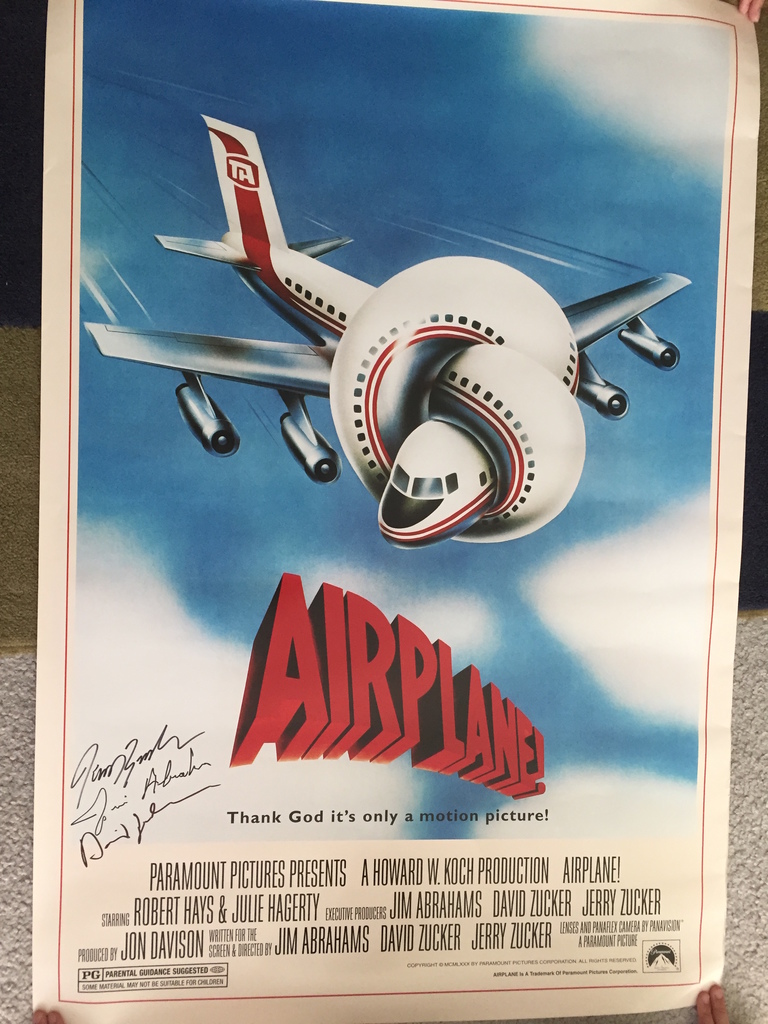 TA
AIRPLANE!
Jim Abrahams
Thank God it's only a motion picture!
PARAMOUNT PICTURES PRESENTS A HOWARD W. KOCH PRODUCTION AIRPLANE!
STARRING ROBERT HAYS & JULIE HAGERTY EXECUTIVE PRODUCERS JIM ABRAHAMS DAVID ZUCKER JERRY ZUCKER
PRODUCED BY JON DAVISON WRITTEN FOR THE SCREEN & DIRECTED BY JIM ABRAHAMS DAVID ZUCKER JERRY ZUCKER LENSES AND PANAFLEX CAMERA BY PANAVISION™
A PARAMOUNT PICTURE
PG PARENTAL GUIDANCE SUGGESTED
SOME MATERIAL MAY NOT BE SUITABLE FOR CHILDREN
COPYRIGHT © MCMLXXX BY PARAMOUNT PICTURES CORPORATION. ALL RIGHTS RESERVED.
AIRPLANE Is A Trademark Of Paramount Pictures Corporation.
Paramount